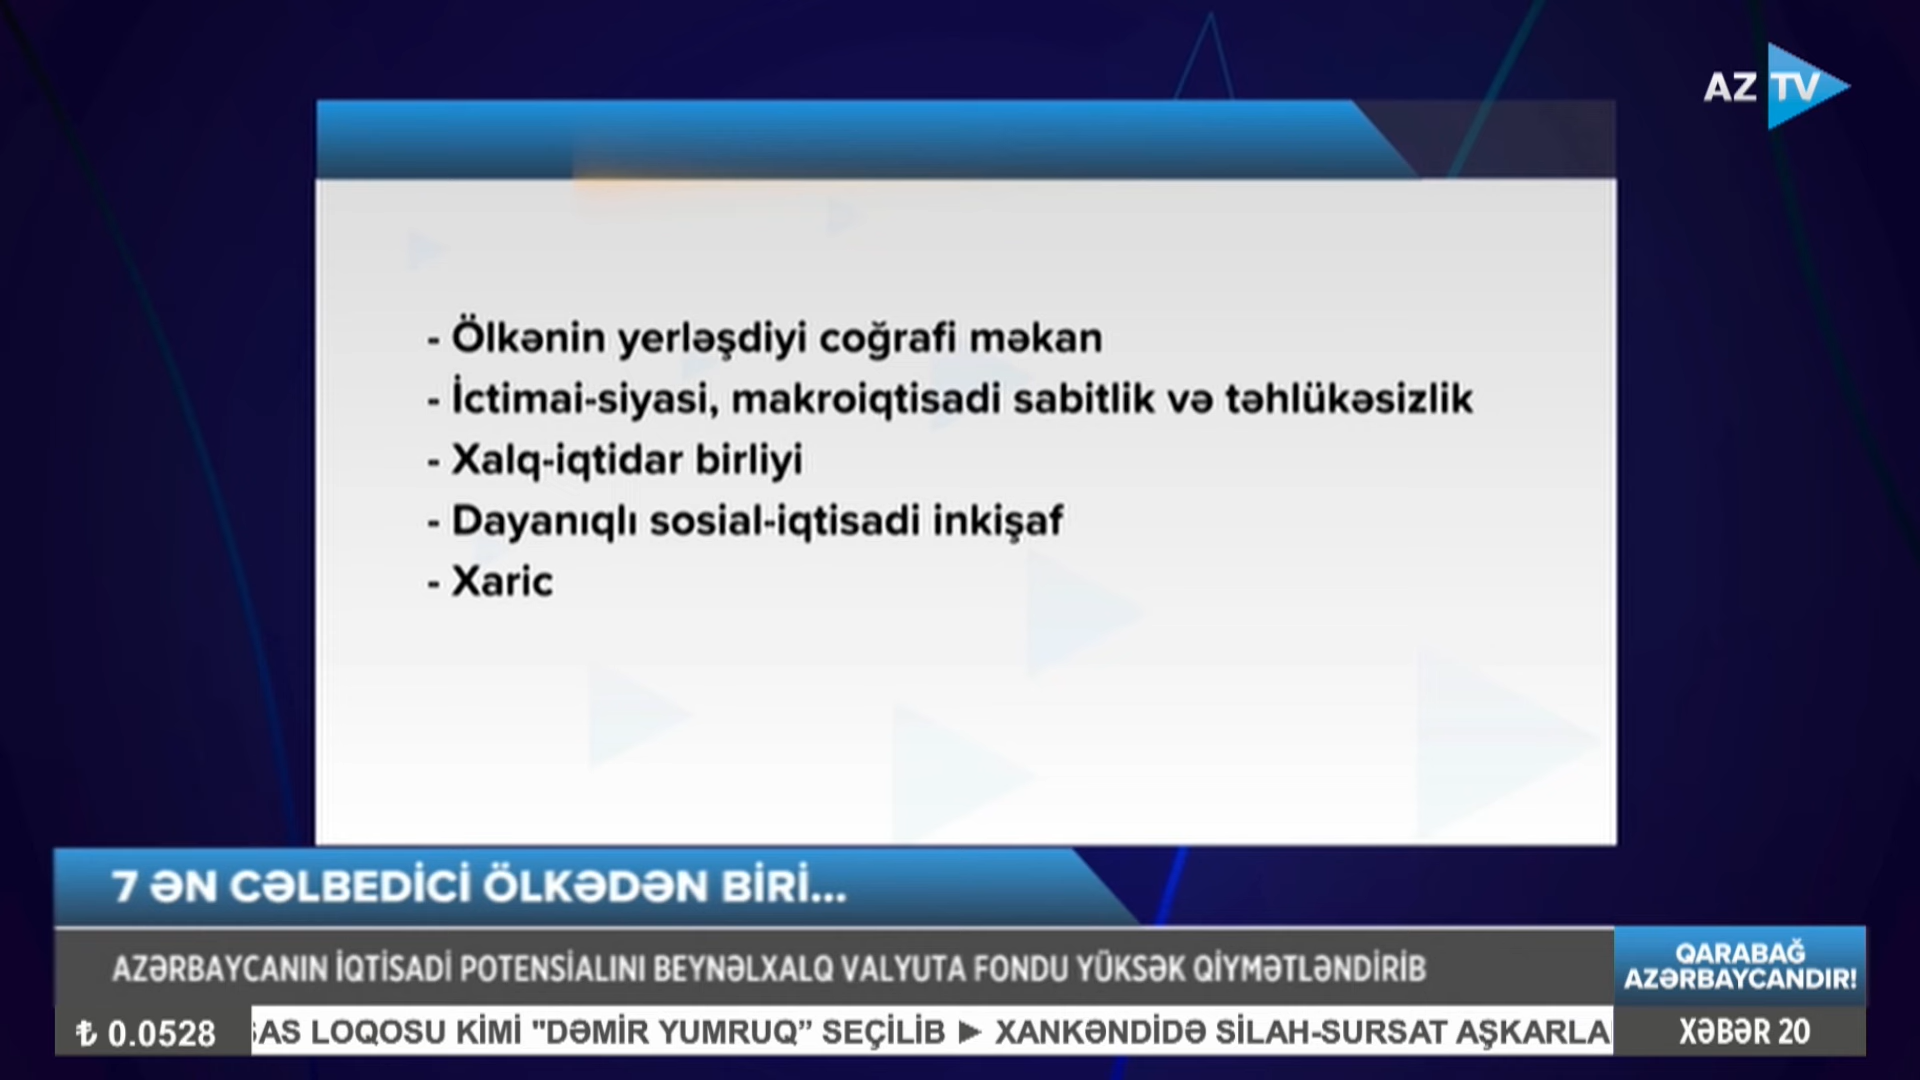 AZ TV
- Ölkənin yerləşdiyi coğrafi məkan
- İctimai-siyasi, makroiqtisadi sabitlik və təhlükəsizlik
- Xalq-iqtidar birliyi
- Dayanıqlı sosial-iqtisadi inkişaf
- Xaric
7 ƏN CƏLBEDİCİ ÖLKƏDƏN BİRİ...
AZƏRBAYCANIN İQTİSADİ POTENSİALINI BEYNƏLXALQ VALYUTA FONDU YÜKSƏK QİYMƏTLƏNDİRİB
QARABAĞ
AZƏRBAYCANDIR!
₺ 0.0528
LOQOSU KİMİ "DƏMİR YUMRUQ” SEÇİLİB ► XANKƏNDİDƏ SİLAH-SURSAT AŞKARLA
XƏBƏR 20